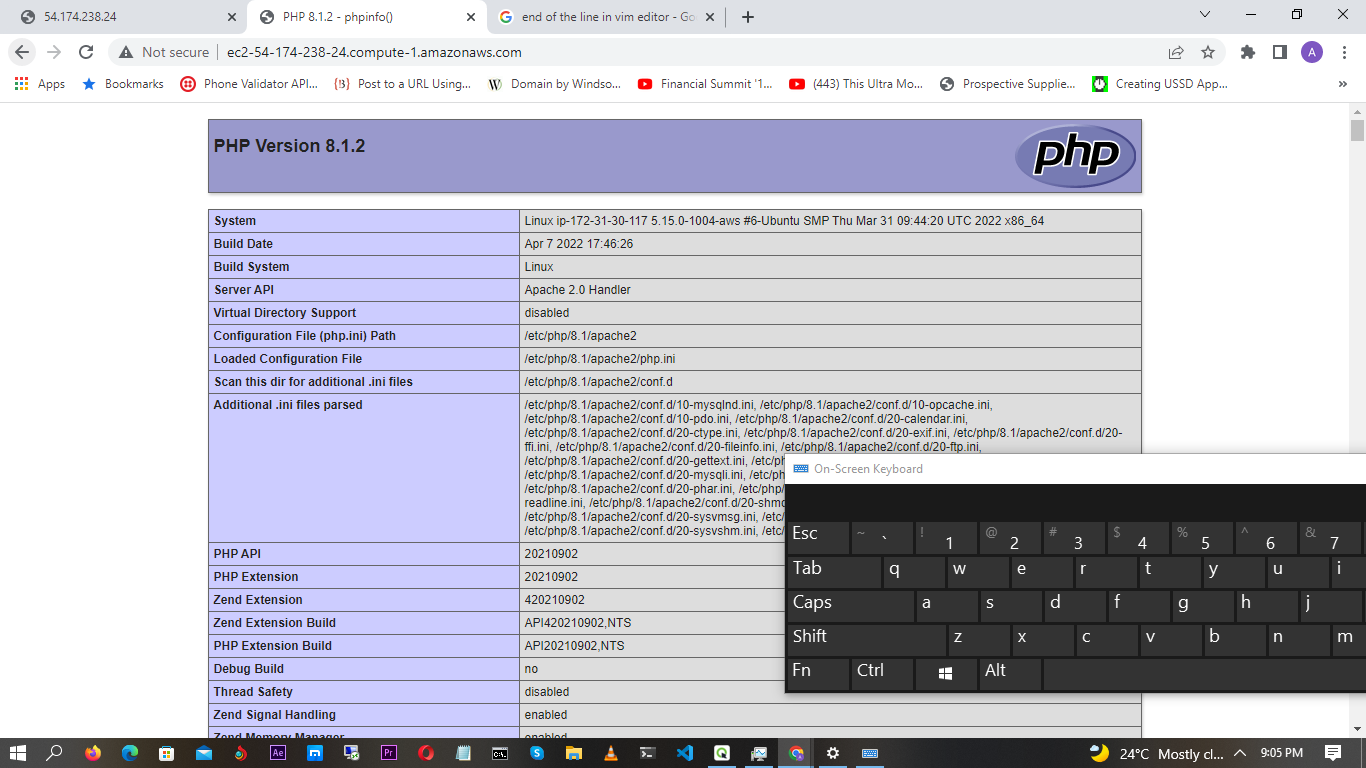 54.174.238.24
PHP 8.1.2 - phpinfo()
end of the line in vim editor - Go
Not secure
ec2-54-174-238-24.compute-1.amazonaws.com
A
Apps
Bookmarks
Phone Validator API...
{B}
Post to a URL Using...
W
Domain by Windso...
Financial Summit '1...
(443) This Ultra Mo...
Prospective Supplie...
Creating USSD App...
»
PHP Version 8.1.2
php
System Linux ip-172-31-30-117 5.15.0-1004-aws #6-Ubuntu SMP Thu Mar 31 09:44:20 UTC 2022 x86_64
Build Date Apr 7 2022 17:46:26
Build System Linux
Server API Apache 2.0 Handler
Virtual Directory Support disabled
Configuration File (php.ini) Path /etc/php/8.1/apache2
Loaded Configuration File /etc/php/8.1/apache2/php.ini
Scan this dir for additional .ini files /etc/php/8.1/apache2/conf.d
Additional .ini files parsed /etc/php/8.1/apache2/conf.d/10-mysqlnd.ini, /etc/php/8.1/apache2/conf.d/10-opcache.ini,
/etc/php/8.1/apache2/conf.d/10-pdo.ini, /etc/php/8.1/apache2/conf.d/20-calendar.ini,
/etc/php/8.1/apache2/conf.d/20-ctype.ini, /etc/php/8.1/apache2/conf.d/20-exif.ini, /etc/php/8.1/apache2/conf.d/20-
ffi.ini, /etc/php/8.1/apache2/conf.d/20-fileinfo.ini, /etc/php/8.1/apache2/conf.d/20-ftp.ini,
/etc/php/8.1/apache2/conf.d/20-gettext.ini, /etc/ph
/etc/php/8.1/apache2/conf.d/20-mysqli.ini, /etc/ph
/etc/php/8.1/apache2/conf.d/20-phar.ini, /etc/php/
readline.ini, /etc/php/8.1/apache2/conf.d/20-shmo
/etc/php/8.1/apache2/conf.d/20-sysvmsg.ini, /etc/
/etc/php/8.1/apache2/conf.d/20-sysvshm.ini, /etc/
PHP API 20210902
PHP Extension 20210902
Zend Extension 420210902
Zend Extension Build API420210902,NTS
PHP Extension Build API20210902,NTS
Debug Build no
Thread Safety disabled
Zend Signal Handling enabled
Zend Memory Manager enabled
On-Screen Keyboard
Esc ~ ` ! 1 @ 2 # 3 $ 4 % 5 ^ 6 & 7
Tab q w e r t y u i
Caps a s d f g h j
Shift z x c v b n m
Fn Ctrl Alt
Ae
Pr
24°C Mostly cl...
9:05 PM